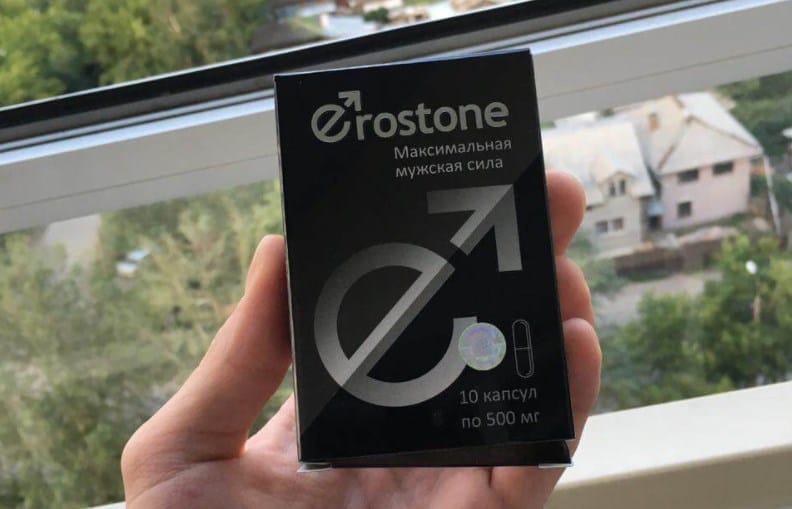 erostone
Максимальная
мужская сила
10 капсул
по 500 мг